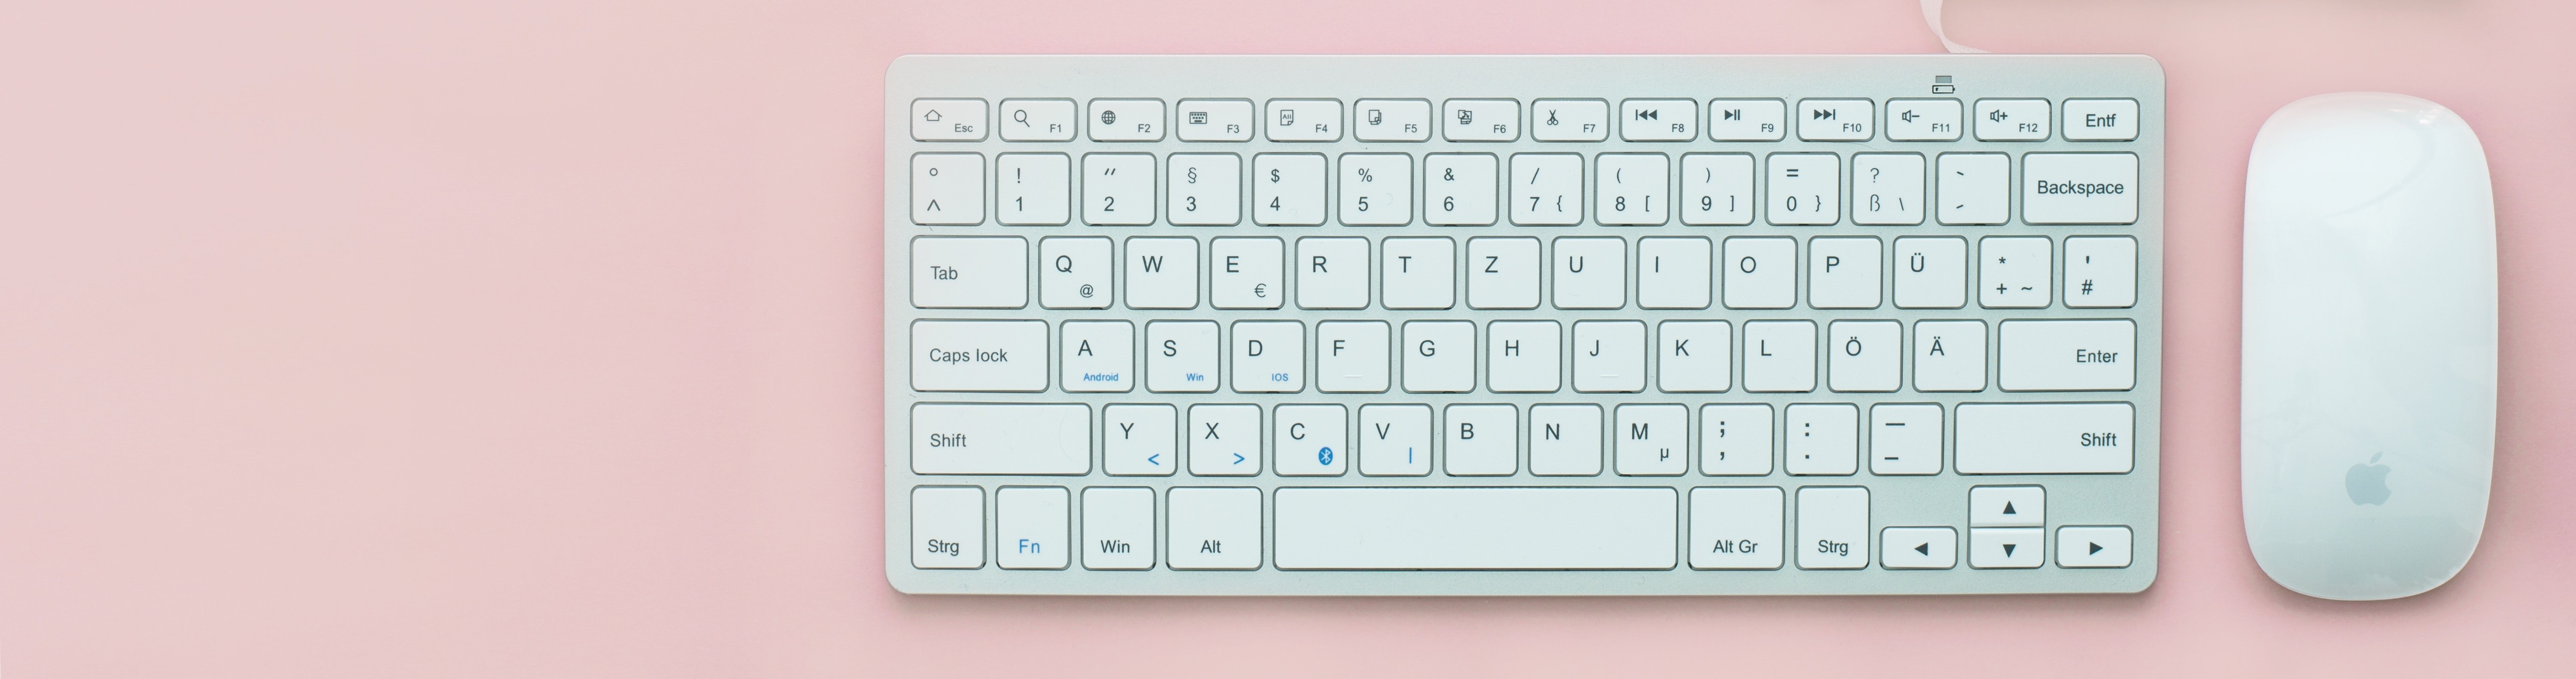 Esc F1 F2 F3 All F4 F5 F6 F7 F8 F9 F10 F11 F12 Entf
° ! " § $ % & / ( ) = ? `
^ 1 2 3 4 5 6 7 { 8 [ 9 ] 0 } ß \ ´ Backspace
Tab Q @ W E € R T Z U I O P Ü * + ~ ' #
Caps lock A S D F G H J K L Ö Ä Enter
Android Win IOS
Shift Y < X > C V | B N M µ ; , : . — – Shift
Strg Fn Win Alt Alt Gr Strg ◀ ▲ ▼ ▶